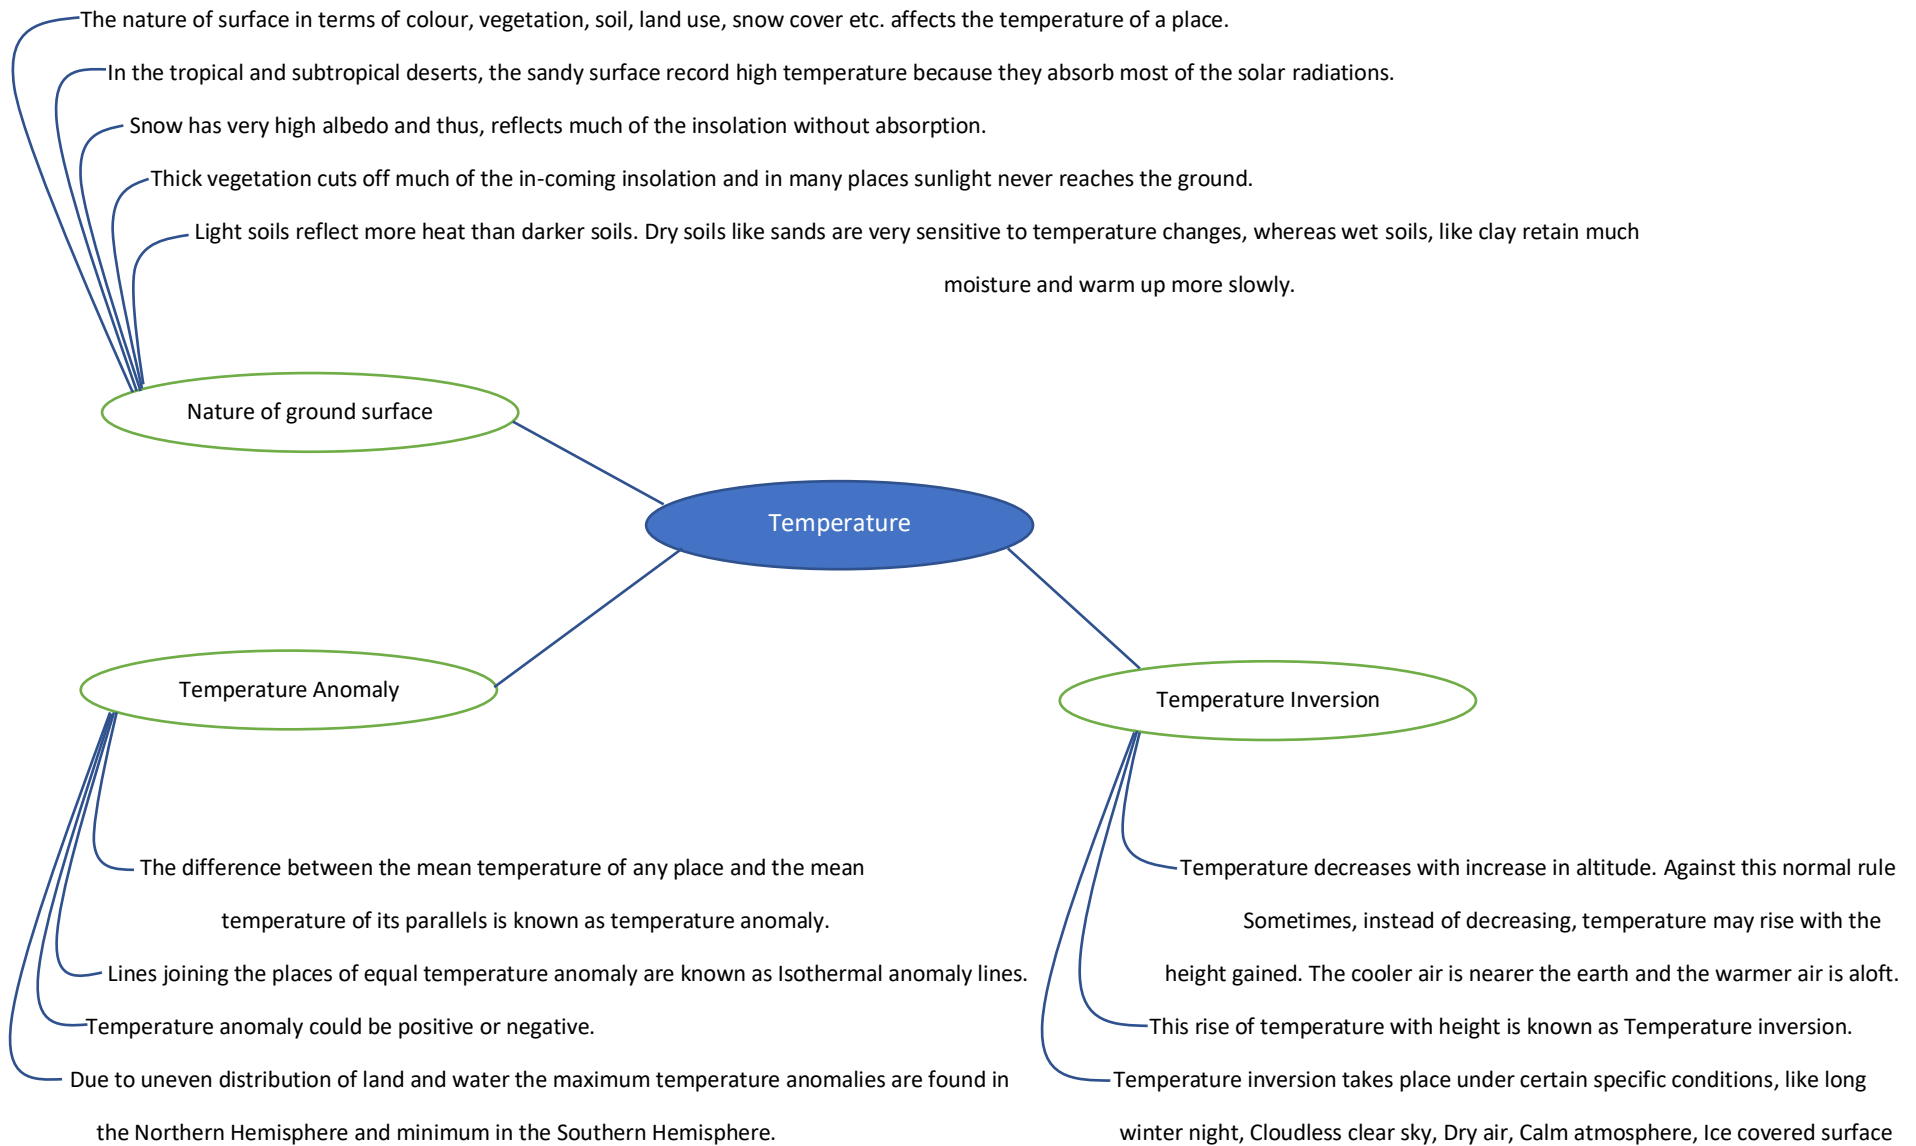 The nature of surface in terms of colour, vegetation, soil, land use, snow cover etc. affects the temperature of a place.
In the tropical and subtropical deserts, the sandy surface record high temperature because they absorb most of the solar radiations.
Snow has very high albedo and thus, reflects much of the insolation without absorption.
Thick vegetation cuts off much of the in-coming insolation and in many places sunlight never reaches the ground.
Light soils reflect more heat than darker soils. Dry soils like sands are very sensitive to temperature changes, whereas wet soils, like clay retain much
moisture and warm up more slowly.
Nature of ground surface
Temperature
Temperature Anomaly
Temperature Inversion
The difference between the mean temperature of any place and the mean
temperature of its parallels is known as temperature anomaly.
Lines joining the places of equal temperature anomaly are known as Isothermal anomaly lines.
Temperature anomaly could be positive or negative.
Due to uneven distribution of land and water the maximum temperature anomalies are found in
the Northern Hemisphere and minimum in the Southern Hemisphere.
Temperature decreases with increase in altitude. Against this normal rule
Sometimes, instead of decreasing, temperature may rise with the
height gained. The cooler air is nearer the earth and the warmer air is aloft.
This rise of temperature with height is known as Temperature inversion.
Temperature inversion takes place under certain specific conditions, like long
winter night, Cloudless clear sky, Dry air, Calm atmosphere, Ice covered surface